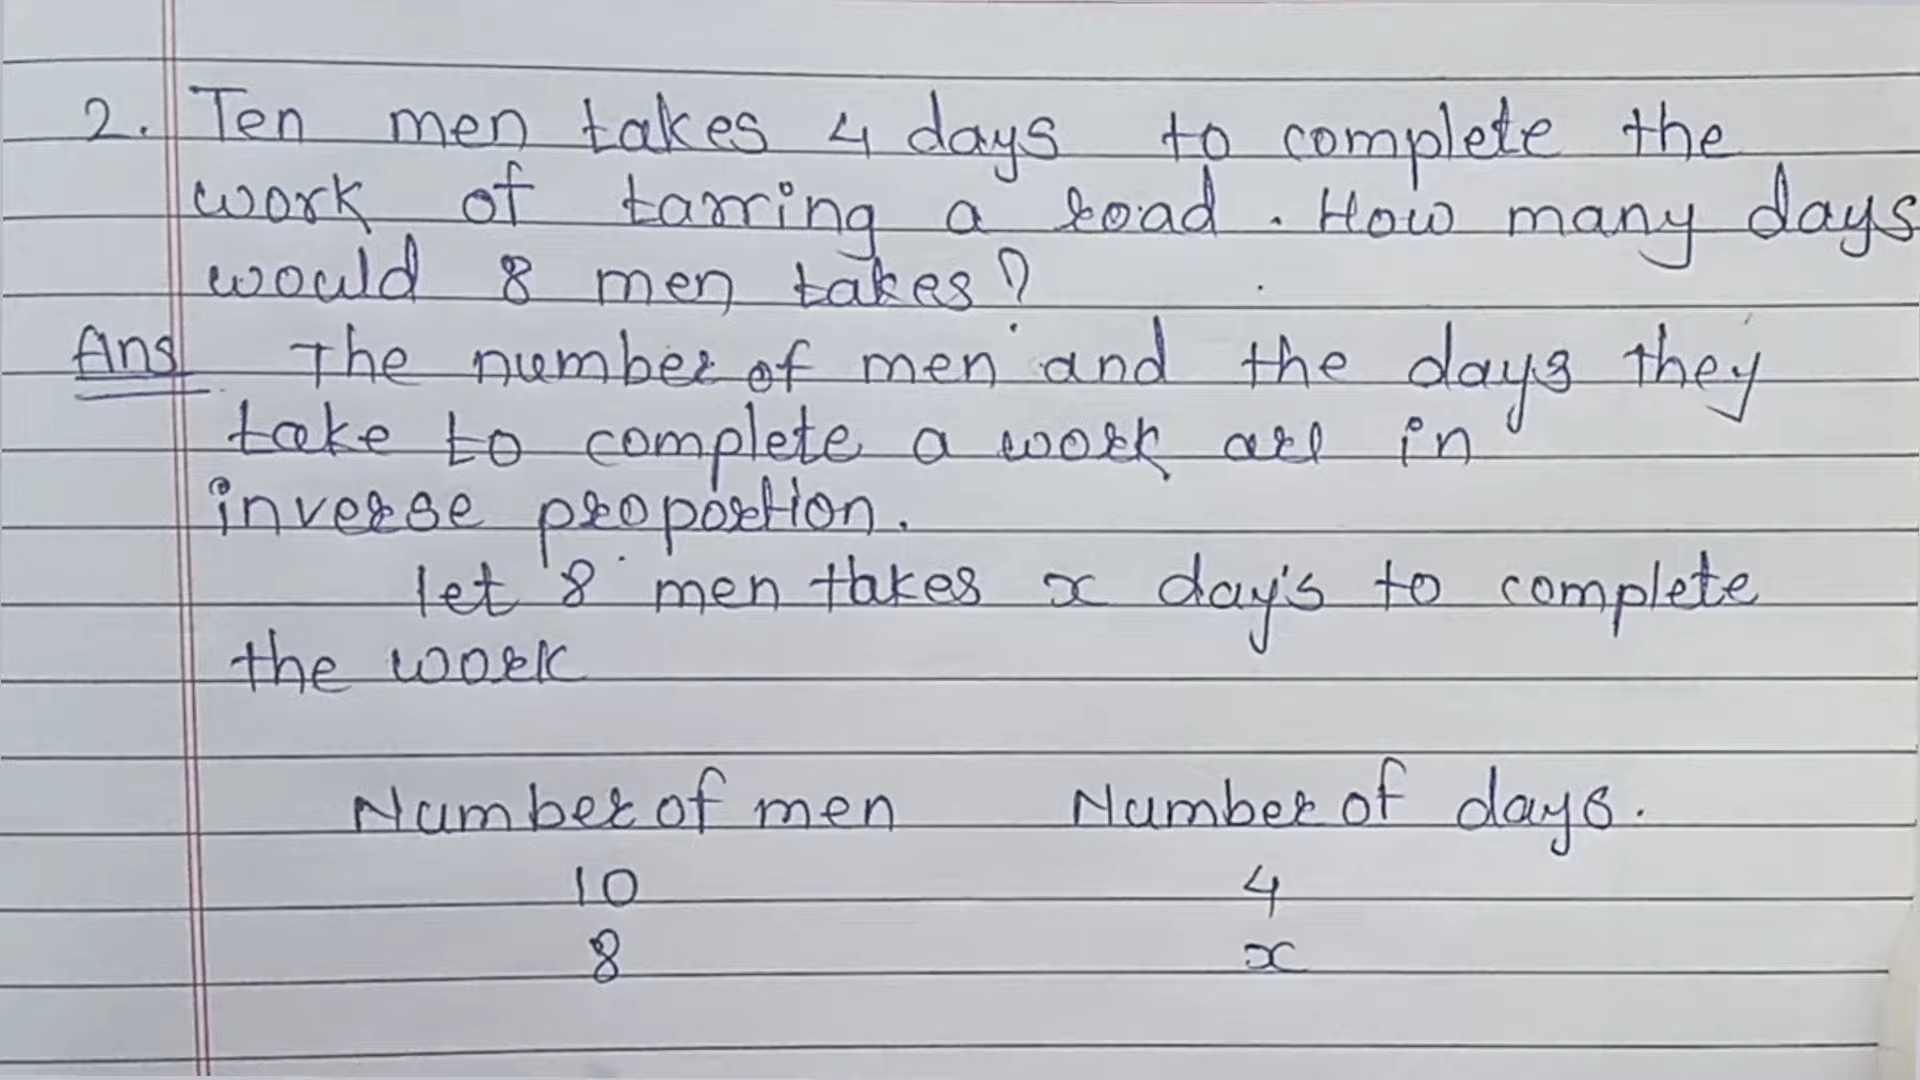 2. Ten men takes 4 days to complete the
work of tarring a road. How many days
would 8 men takes?
Ans The number of men and the days they
take to complete a work are in
inverse proportion.
let 8 men takes x day's to complete
the work
Number of men Number of days.
10 4
8 x